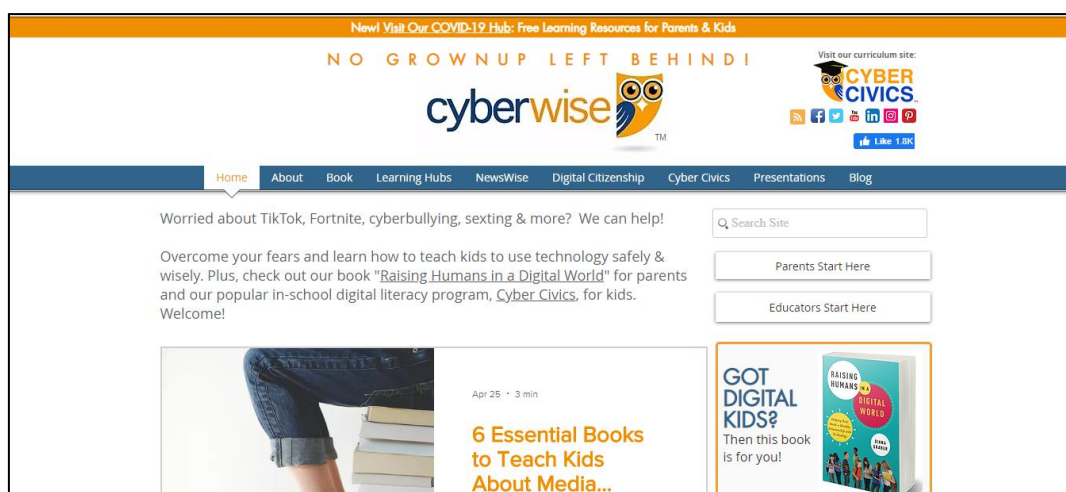 New! Visit Our COVID-19 Hub: Free Learning Resources for Parents & Kids
NO GROWNUP LEFT BEHIND!
Visit our curriculum site:
CYBER
CIVICS
cyberwise
TM
Like 1.8K
Home About Book Learning Hubs NewsWise Digital Citizenship Cyber Civics Presentations Blog
Worried about TikTok, Fortnite, cyberbullying, sexting & more? We can help!
Search Site
Overcome your fears and learn how to teach kids to use technology safely &
wisely. Plus, check out our book "Raising Humans in a Digital World" for parents
and our popular in-school digital literacy program, Cyber Civics, for kids.
Welcome!
Parents Start Here
Educators Start Here
Apr 25 · 3 min
6 Essential Books
to Teach Kids
About Media...
GOT
DIGITAL
KIDS?
Then this book
is for you!
RAISING
HUMANS IN A
DIGITAL
WORLD
DIANA
GRABER